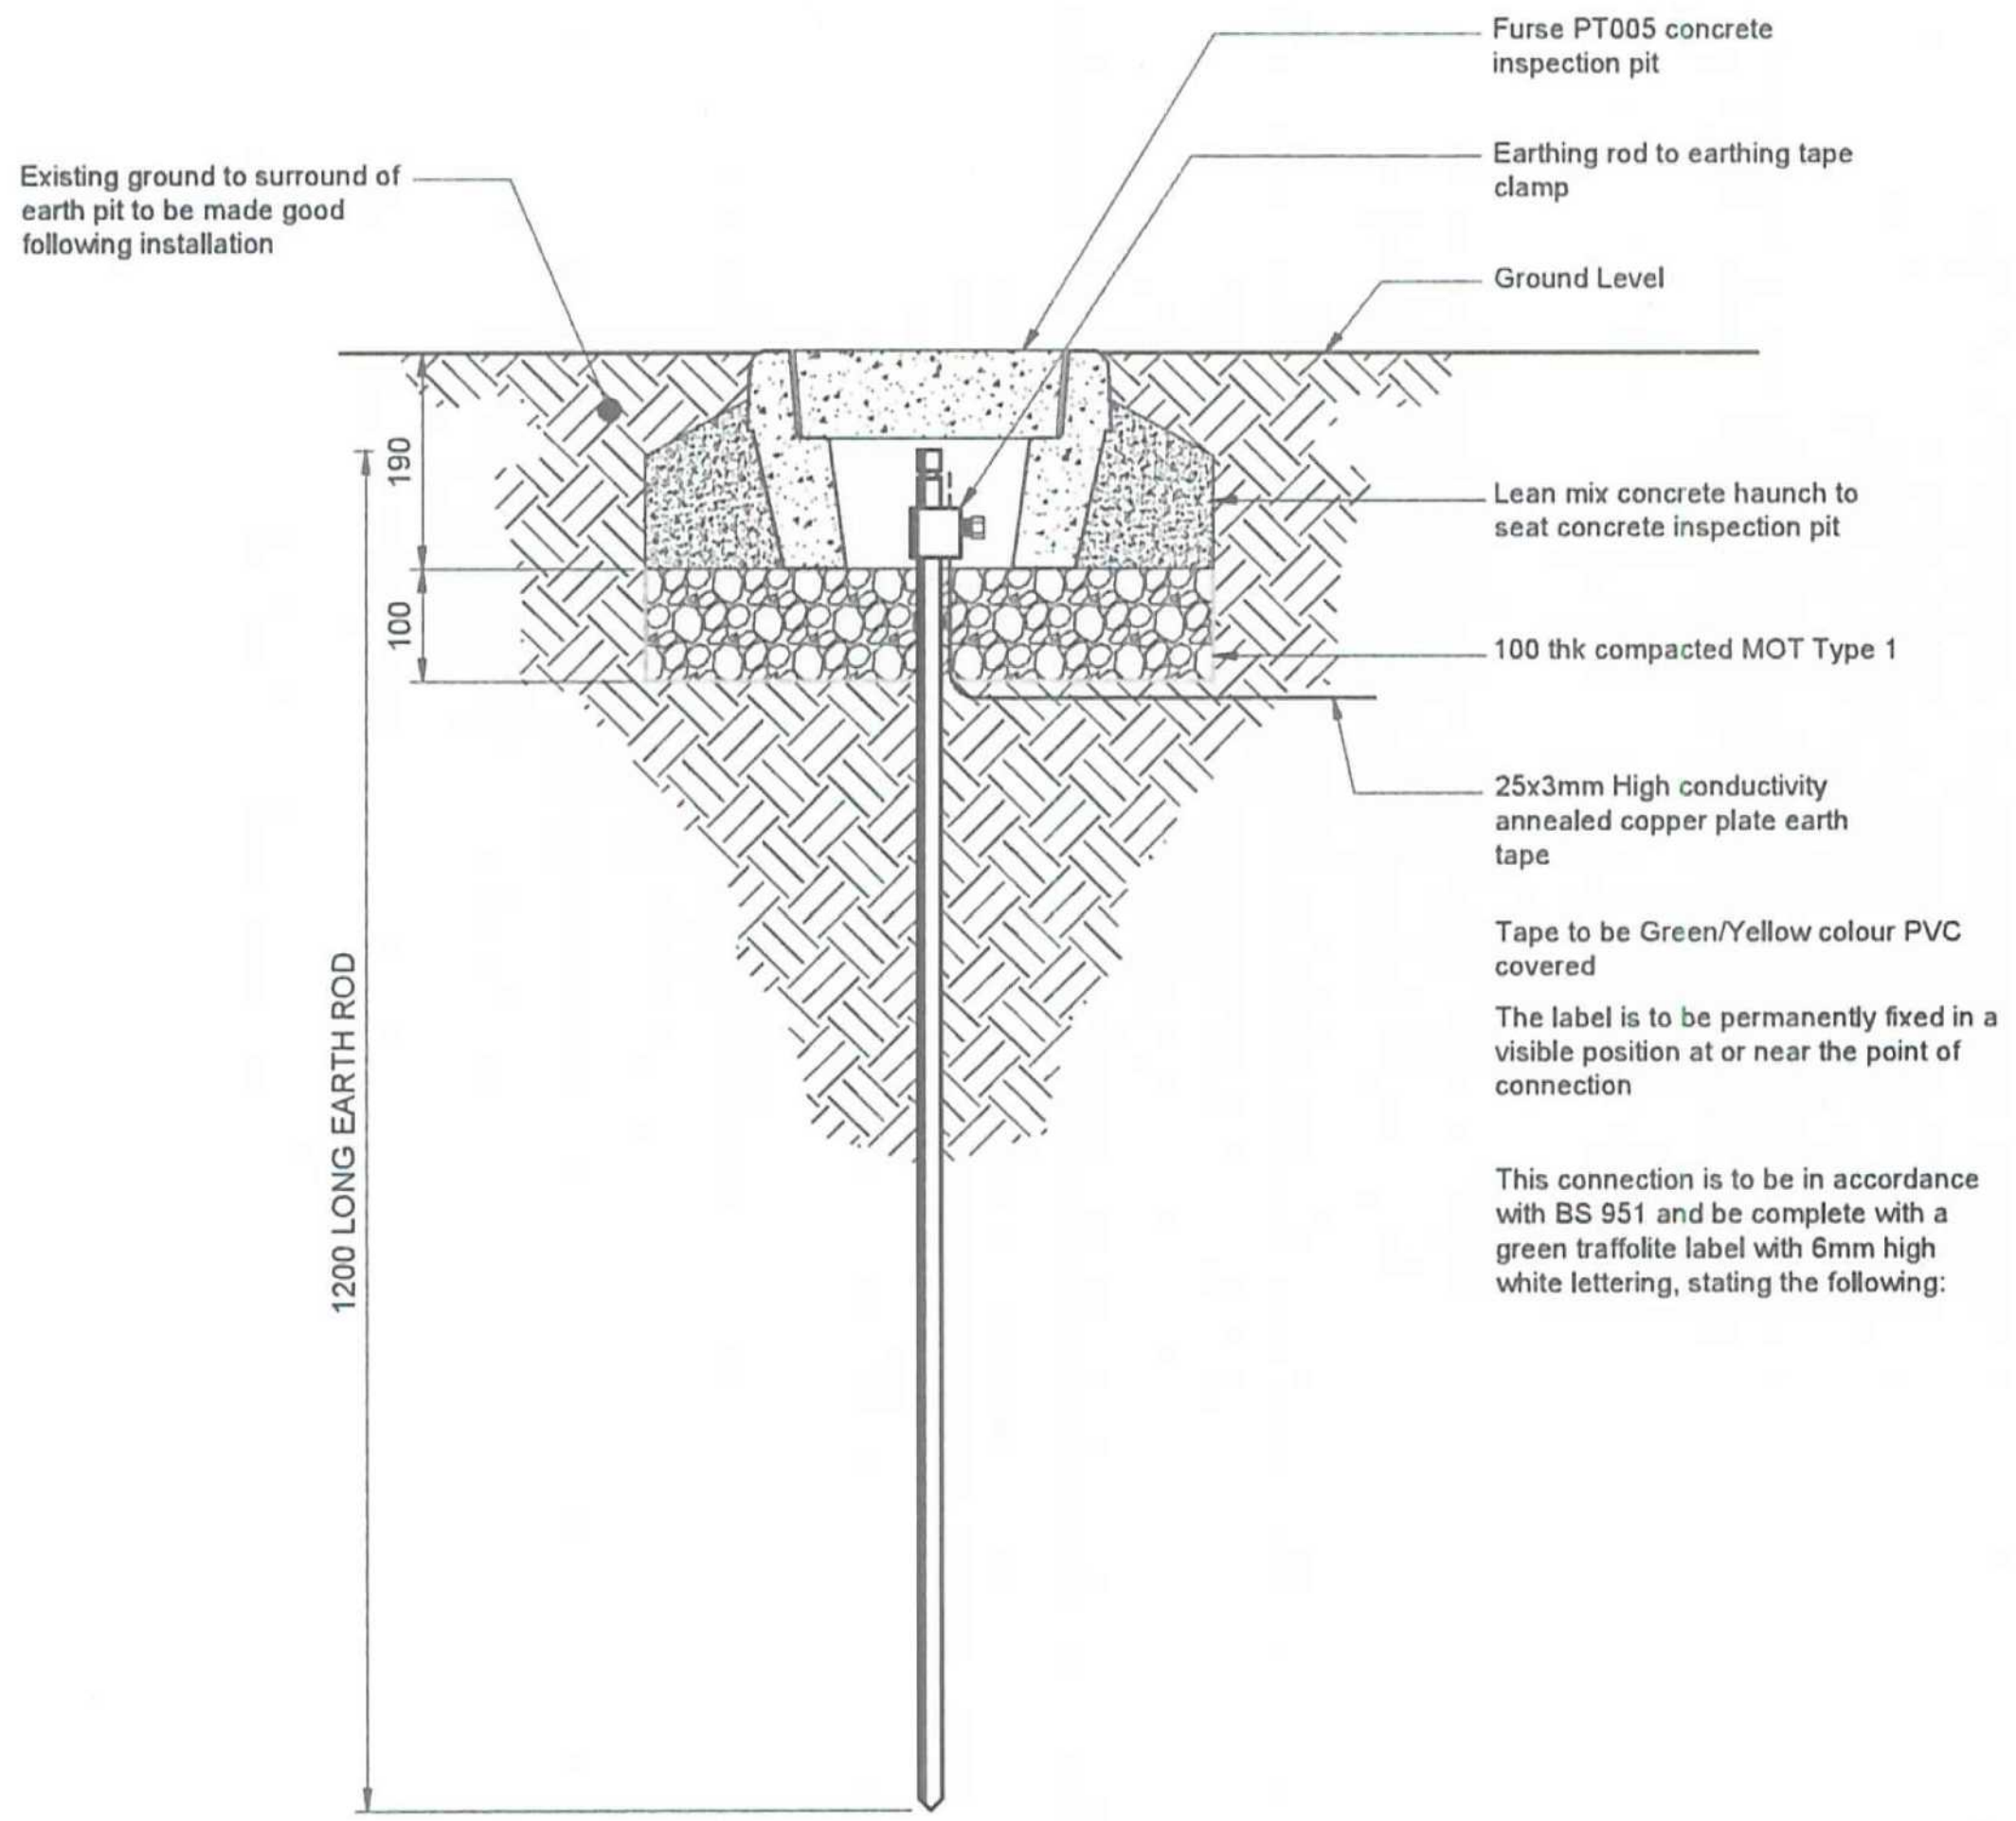 Furse PT005 concrete
inspection pit
Earthing rod to earthing tape
clamp
Existing ground to surround of
earth pit to be made good
following installation
Ground Level
190
Lean mix concrete haunch to
seat concrete inspection pit
100
100 thk compacted MOT Type 1
25x3mm High conductivity
annealed copper plate earth
tape
Tape to be Green/Yellow colour PVC
covered
The label is to be permanently fixed in a
visible position at or near the point of
connection
1200 LONG EARTH ROD
This connection is to be in accordance
with BS 951 and be complete with a
green traffolite label with 6mm high
white lettering, stating the following: